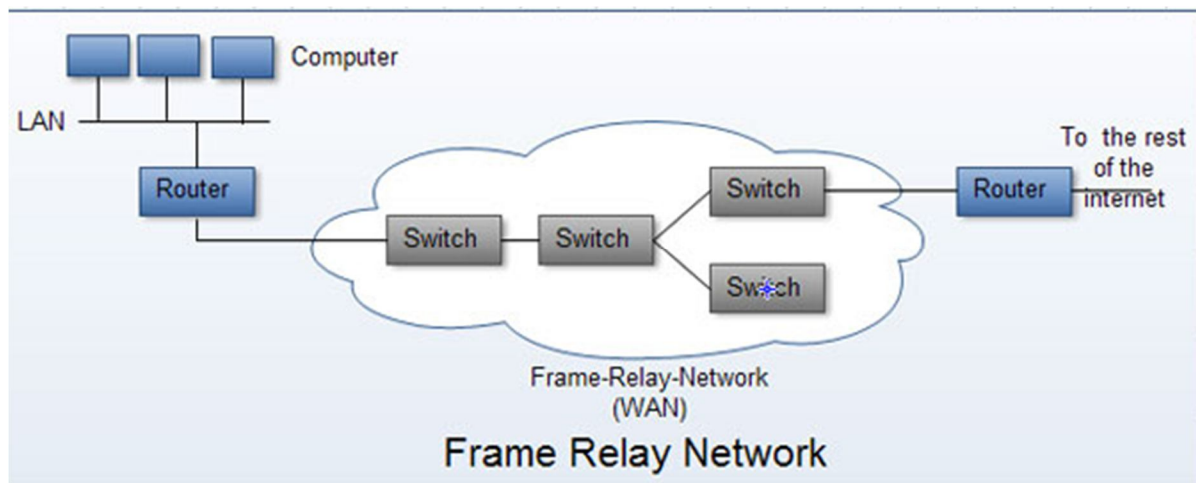 Computer
LAN
Router
Switch
Switch
Switch
Switch
Router
To the rest
of the
internet
Frame-Relay-Network
(WAN)
Frame Relay Network